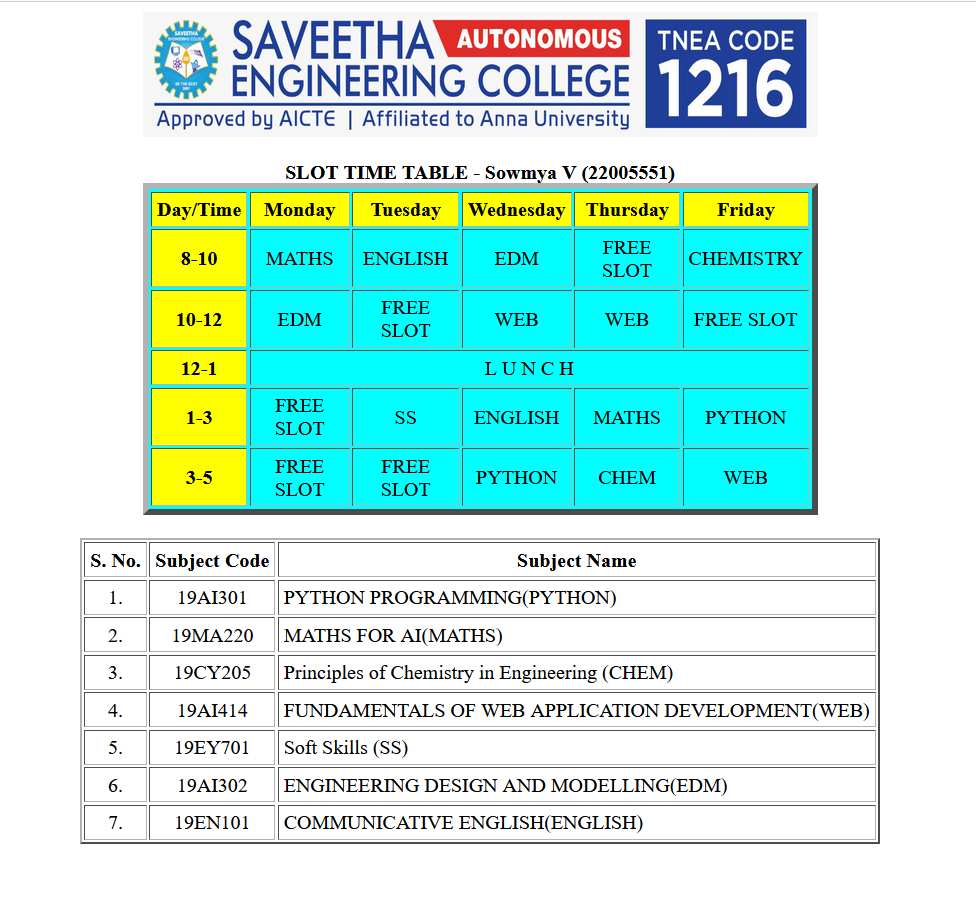 SAVEETHA AUTONOMOUS
ENGINEERING COLLEGE
Approved by AICTE | Affiliated to Anna University
TNEA CODE
1216
SLOT TIME TABLE - Sowmya V (22005551)
Day/Time Monday Tuesday Wednesday Thursday Friday
8-10 MATHS ENGLISH EDM FREE SLOT CHEMISTRY
10-12 EDM FREE SLOT WEB WEB FREE SLOT
12-1 L U N C H
1-3 FREE SLOT SS ENGLISH MATHS PYTHON
3-5 FREE SLOT FREE SLOT PYTHON CHEM WEB
S. No. Subject Code Subject Name
1. 19AI301 PYTHON PROGRAMMING(PYTHON)
2. 19MA220 MATHS FOR AI(MATHS)
3. 19CY205 Principles of Chemistry in Engineering (CHEM)
4. 19AI414 FUNDAMENTALS OF WEB APPLICATION DEVELOPMENT(WEB)
5. 19EY701 Soft Skills (SS)
6. 19AI302 ENGINEERING DESIGN AND MODELLING(EDM)
7. 19EN101 COMMUNICATIVE ENGLISH(ENGLISH)